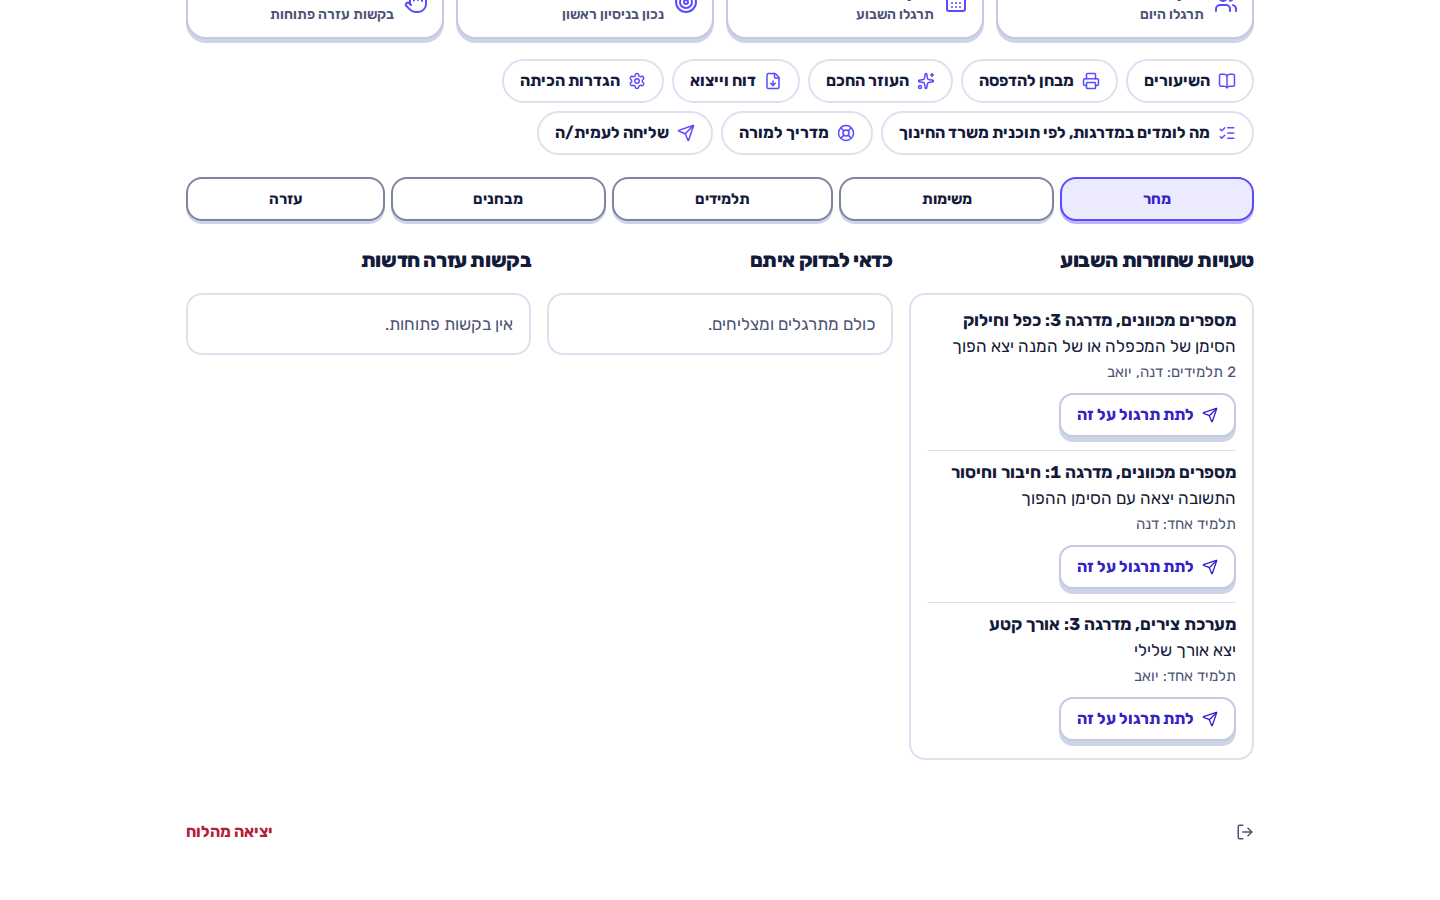 תרגלו היום
תרגלו השבוע
נכון בניסיון ראשון
בקשות עזרה פתוחות
השיעורים
מבחן להדפסה
העוזר החכם
דוח וייצוא
הגדרות הכיתה
מה לומדים במדרגות, לפי תוכנית משרד החינוך
מדריך למורה
שליחה לעמית/ה
מחר
משימות
תלמידים
מבחנים
עזרה
טעויות שחוזרות השבוע
מספרים מכוונים, מדרגה 3: כפל וחילוק
הסימן של המכפלה או של המנה יצא הפוך
2 תלמידים: דנה, יואב
לתת תרגול על זה
מספרים מכוונים, מדרגה 1: חיבור וחיסור
התשובה יצאה עם הסימן ההפוך
תלמיד אחד: דנה
לתת תרגול על זה
מערכת צירים, מדרגה 3: אורך קטע
יצא אורך שלילי
תלמיד אחד: יואב
לתת תרגול על זה
כדאי לבדוק איתם
כולם מתרגלים ומצליחים.
בקשות עזרה חדשות
אין בקשות פתוחות.
יציאה מהלוח